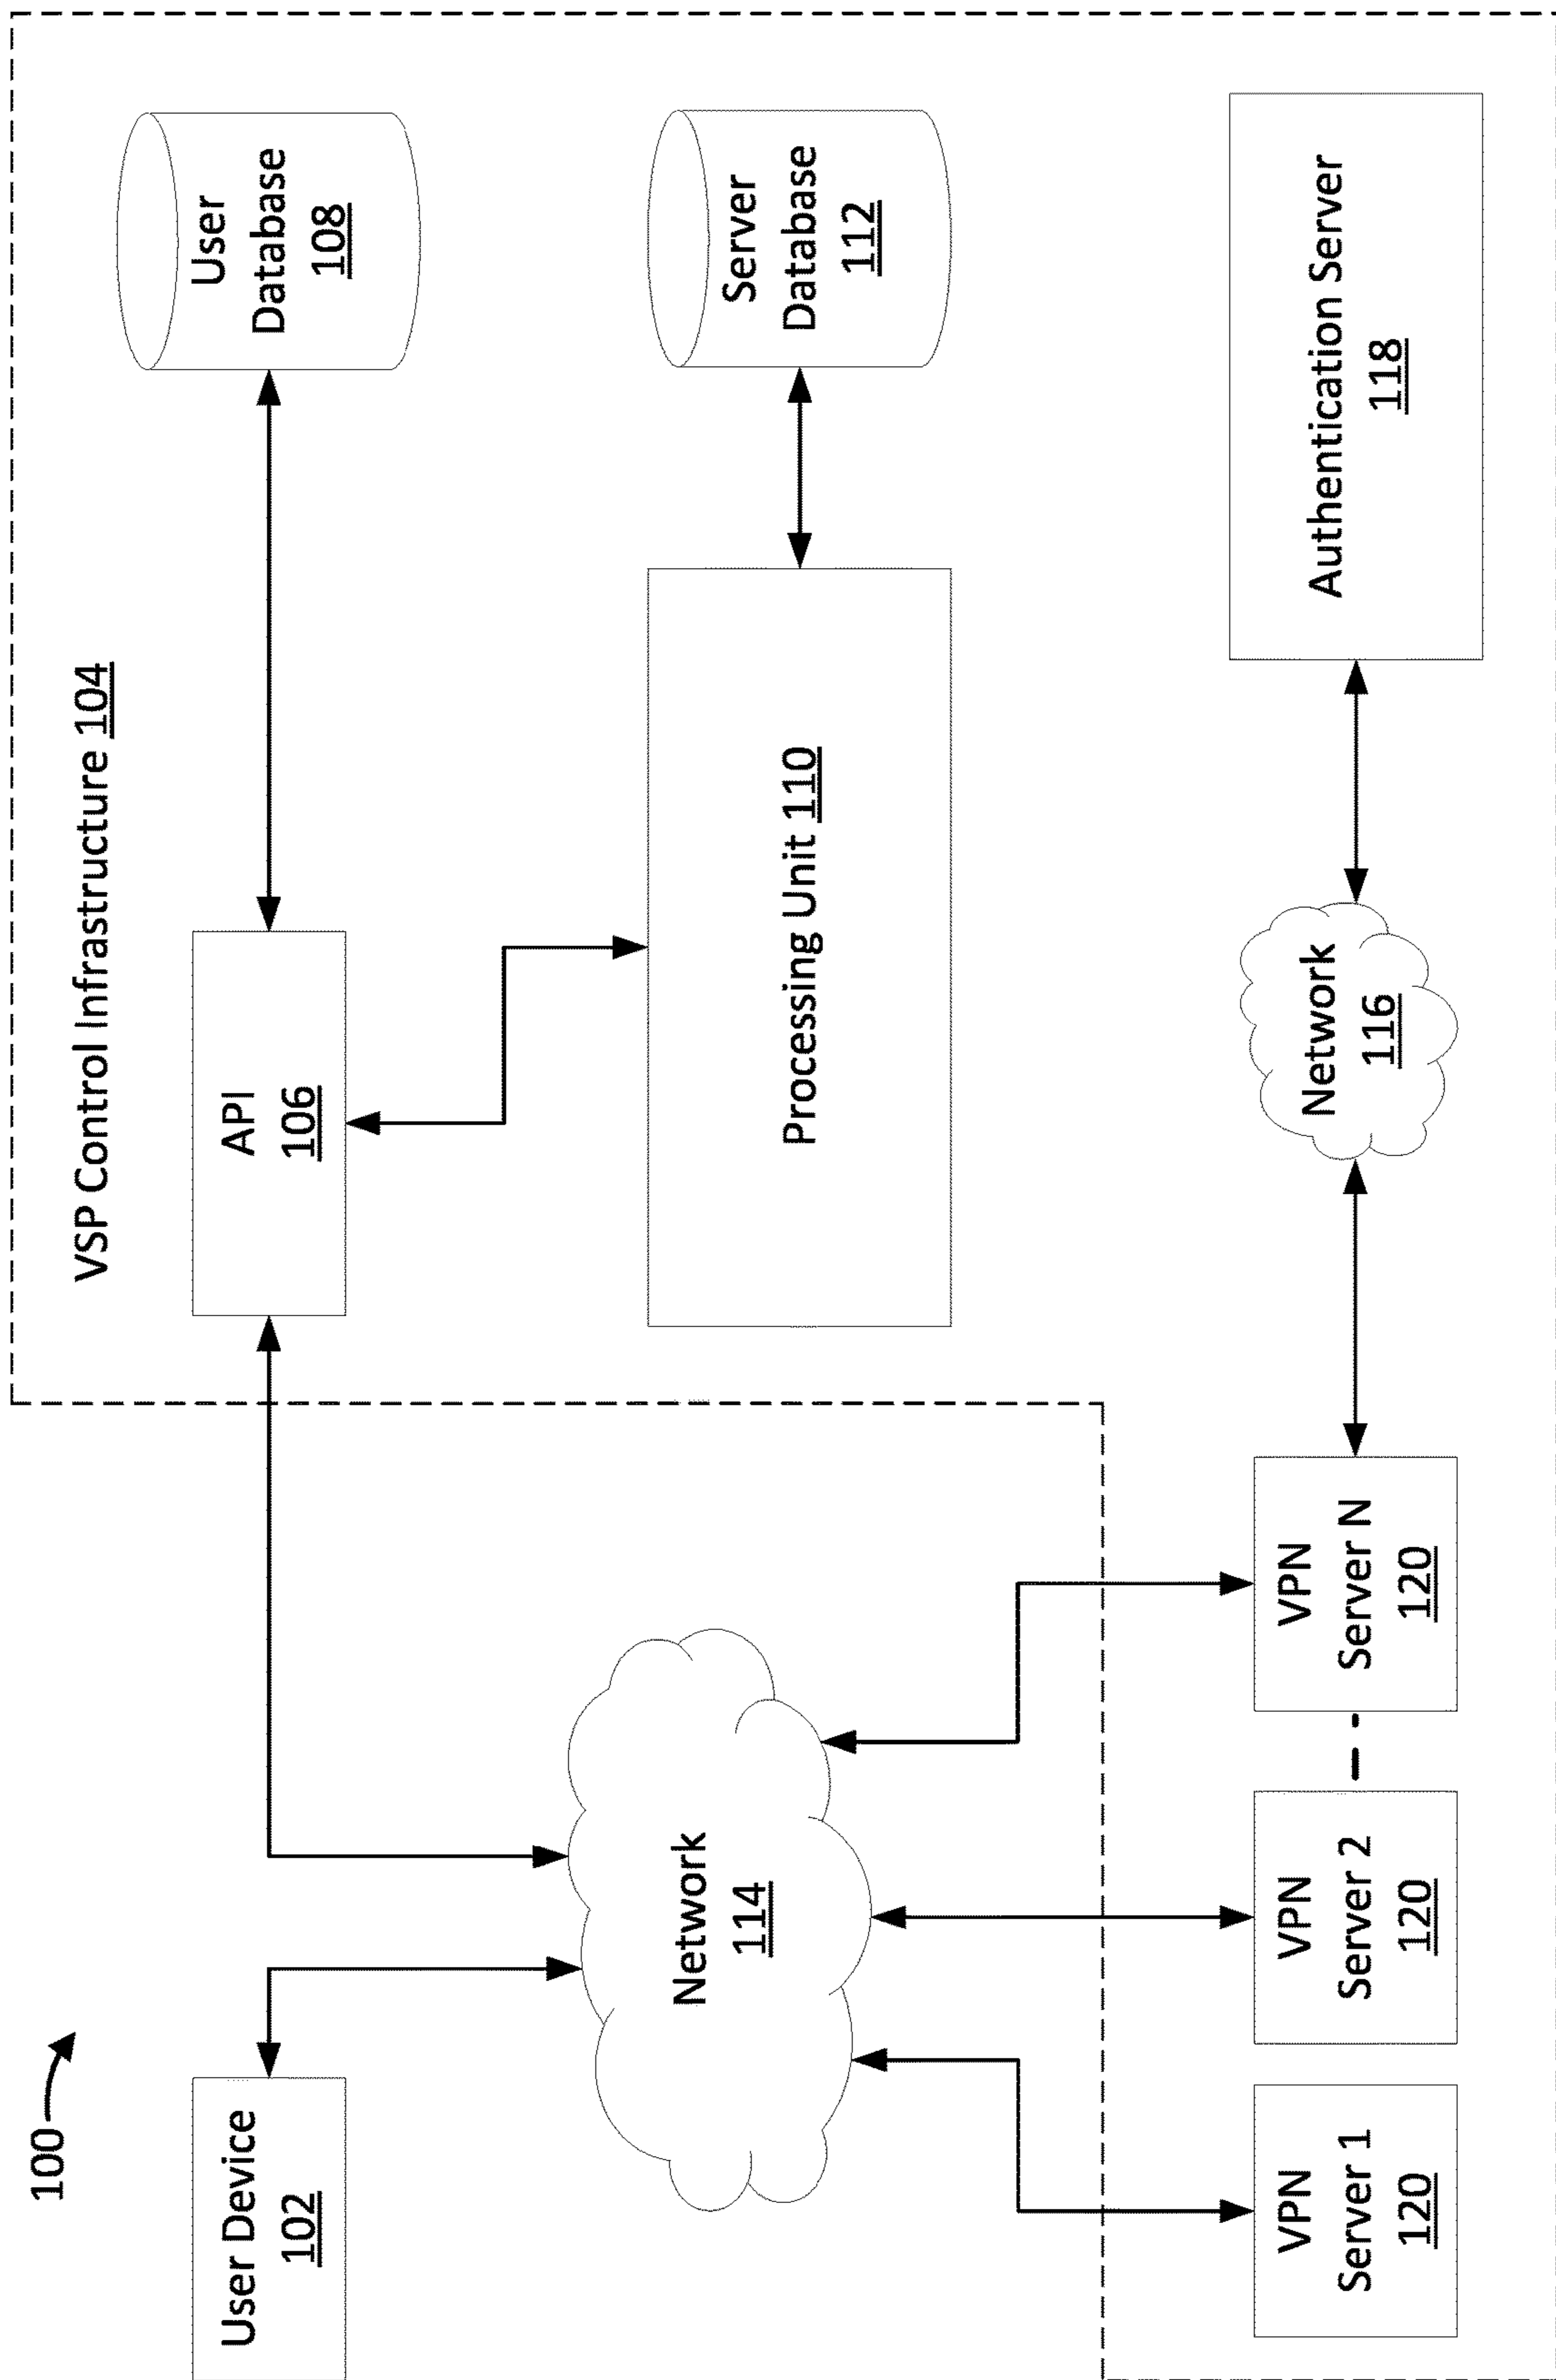 100
VSP Control Infrastructure 104
User Device
102
API
106
User
Database
108
Network
114
Processing Unit 110
Server
Database
112
VPN
Server 1
120
VPN
Server 2
120
VPN
Server N
120
Network
116
Authentication Server
118